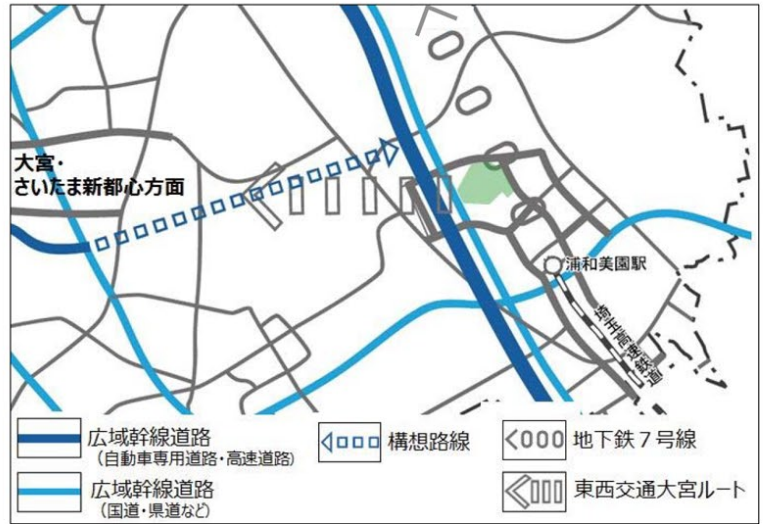 大宮・
さいたま新都心方面
浦和美園駅
埼玉高速鉄道
広域幹線道路
(自動車専用道路・高速道路)
構想路線
地下鉄7号線
広域幹線道路
(国道・県道など)
東西交通大宮ルート